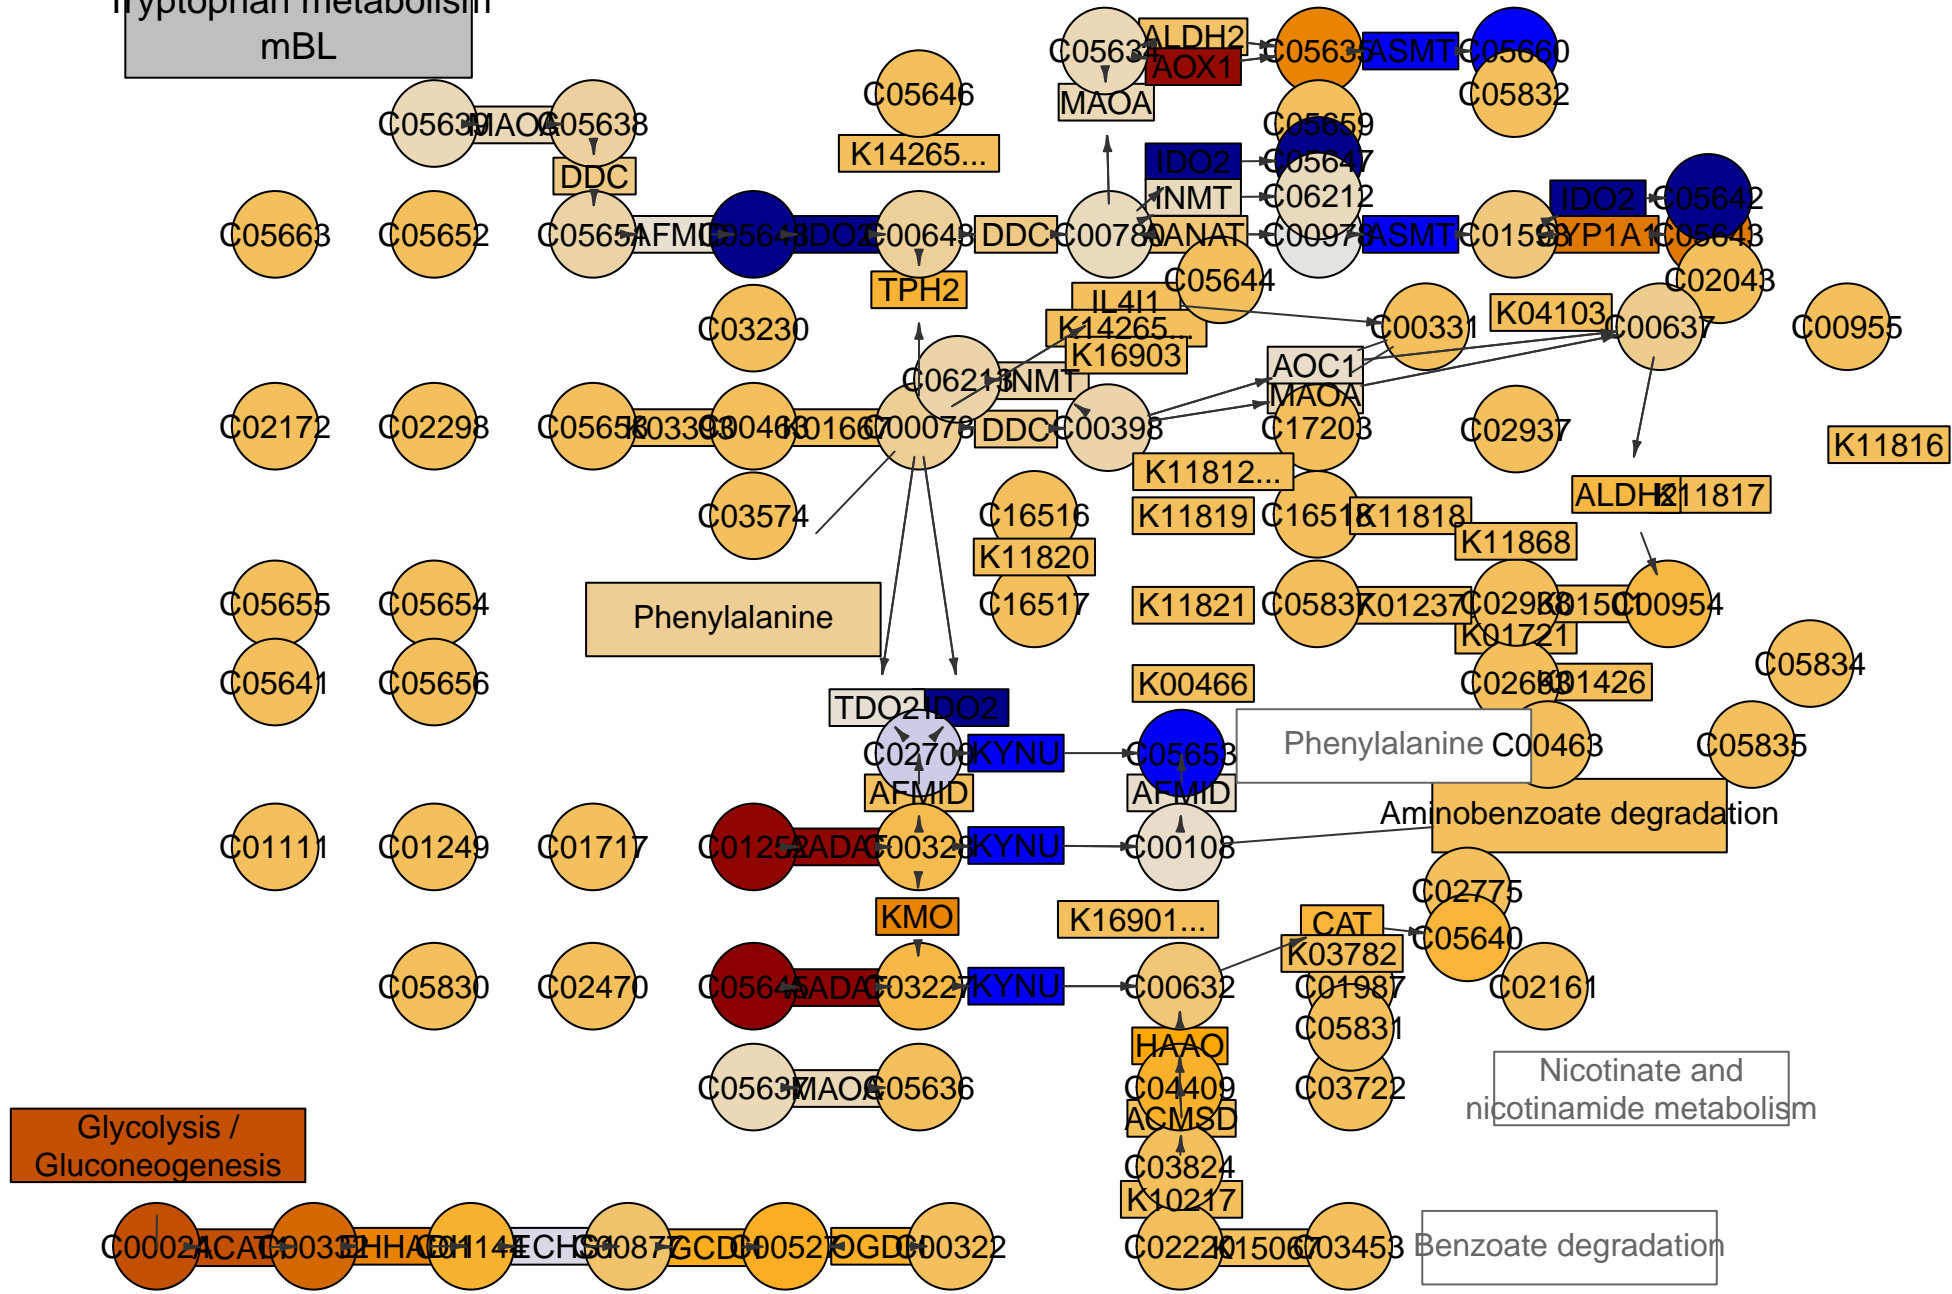 Tryptophan metabolism
mBL
C05634
ALDH2
AOX1
C05635
ASMT
C05660
C05646
MAOA
C05832
C05639
MAOA
C05638
C05659
K14265...
IDO2
C05647
DDC
INMT
C06212
IDO2
C05642
C05663
C05652
AFMID
C05648
IDO2
C00643
DDC
C00780
AANAT
C00978
ASMT
C01598
CYP1A1
C05643
C05644
C02043
TPH2
IL4I1
K04103
C03230
K14265...
C00331
C00637
C00955
K16903
AOC1
C06213
INMT
MAOA
C02172
C02298
K03393
C00463
K01667
C00078
DDC
C00398
C17203
C02937
K11816
K11812...
ALDH2
K11817
C03574
C16516
K11819
C16518
K11818
K11868
K11820
C05655
C05654
Phenylalanine
C16517
K11821
C05837
K01237
C02938
K01501
C00954
K01721
C05834
C05641
C05656
K00466
C02693
K01426
TDO2
IDO2
C02700
KYNU
C05653
Phenylalanine
C00463
C05835
AFMID
AFMID
Aminobenzoate degradation
C01111
C01249
C01717
C01252
AADAT
C00328
KYNU
C00108
C02775
KMO
K16901...
CAT
C05640
K03782
C05830
C02470
C05645
AADAT
C03227
KYNU
C00632
C01987
C02161
C05831
HAAO
C05637
MAOA
C05636
C04409
C03722
Nicotinate and
nicotinamide metabolism
ACMSD
Glycolysis /
Gluconeogenesis
C03824
K10217
C00024
ACAT1
C00332
EHHADH
C01144
ECHS1
C00877
GCDH
C00527
OGDH
C00322
C02220
K15067
C03453
Benzoate degradation